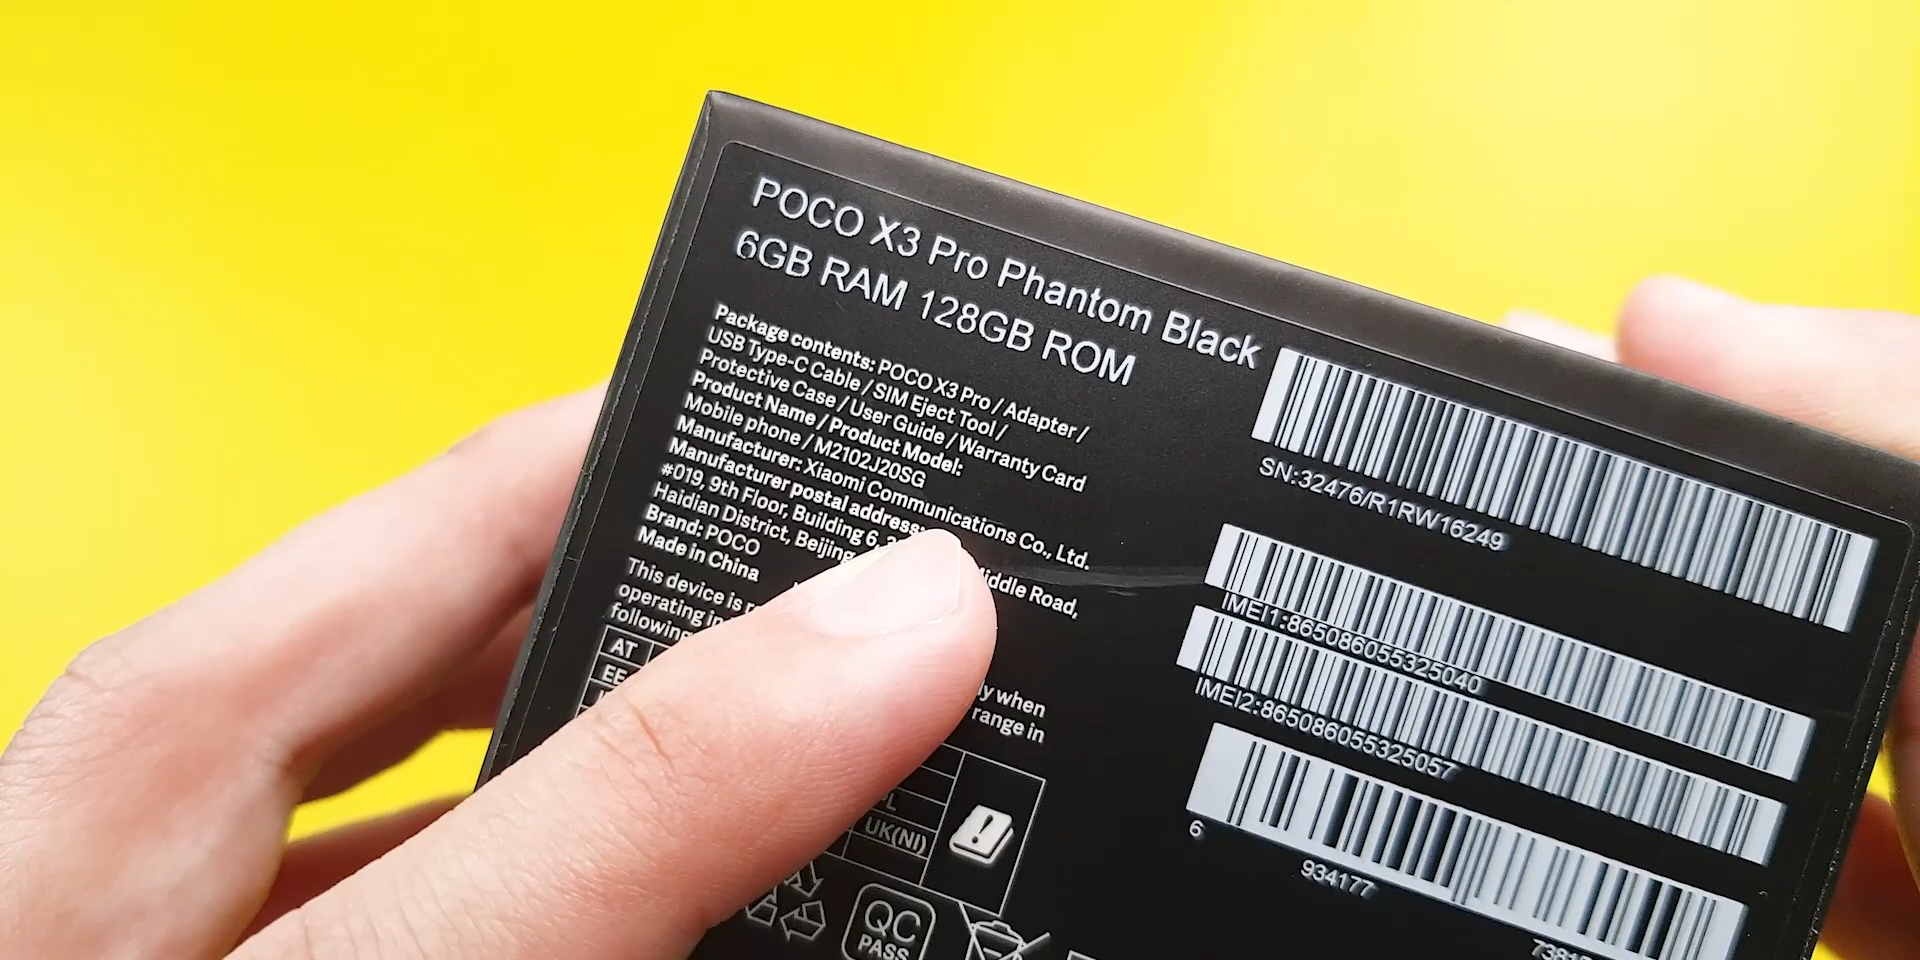 POCO X3 Pro Phantom Black
6GB RAM 128GB ROM
Package contents: POCO X3 Pro / Adapter /
USB Type-C Cable / SIM Eject Tool /
Protective Case / User Guide / Warranty Card
Product Name / Product Model:
Mobile phone / M2102J20SG
Manufacturer: Xiaomi Communications Co., Ltd.
Manufacturer postal address:
#019, 9th Floor, Building 6, Middle Road,
Haidian District, Beijing
Brand: POCO
Made in China
This device is
operating in when
following range in
AT
EE
PL
UK(NI)
QC
PASS
SN:32476/R1RW16249
IMEI1:865086055325040
IMEI2:865086055325057
6
934177